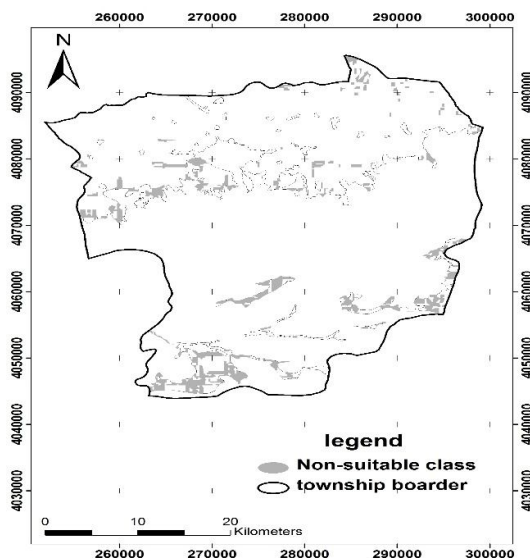 260000 270000 280000 290000 300000
N
4090000 4090000
4080000 4080000
4070000 4070000
4060000 4060000
4050000 4050000
4040000 4040000
4030000 4030000
legend
Non-suitable class
township boarder
0 10 20
Kilometers
260000 270000 280000 290000 300000